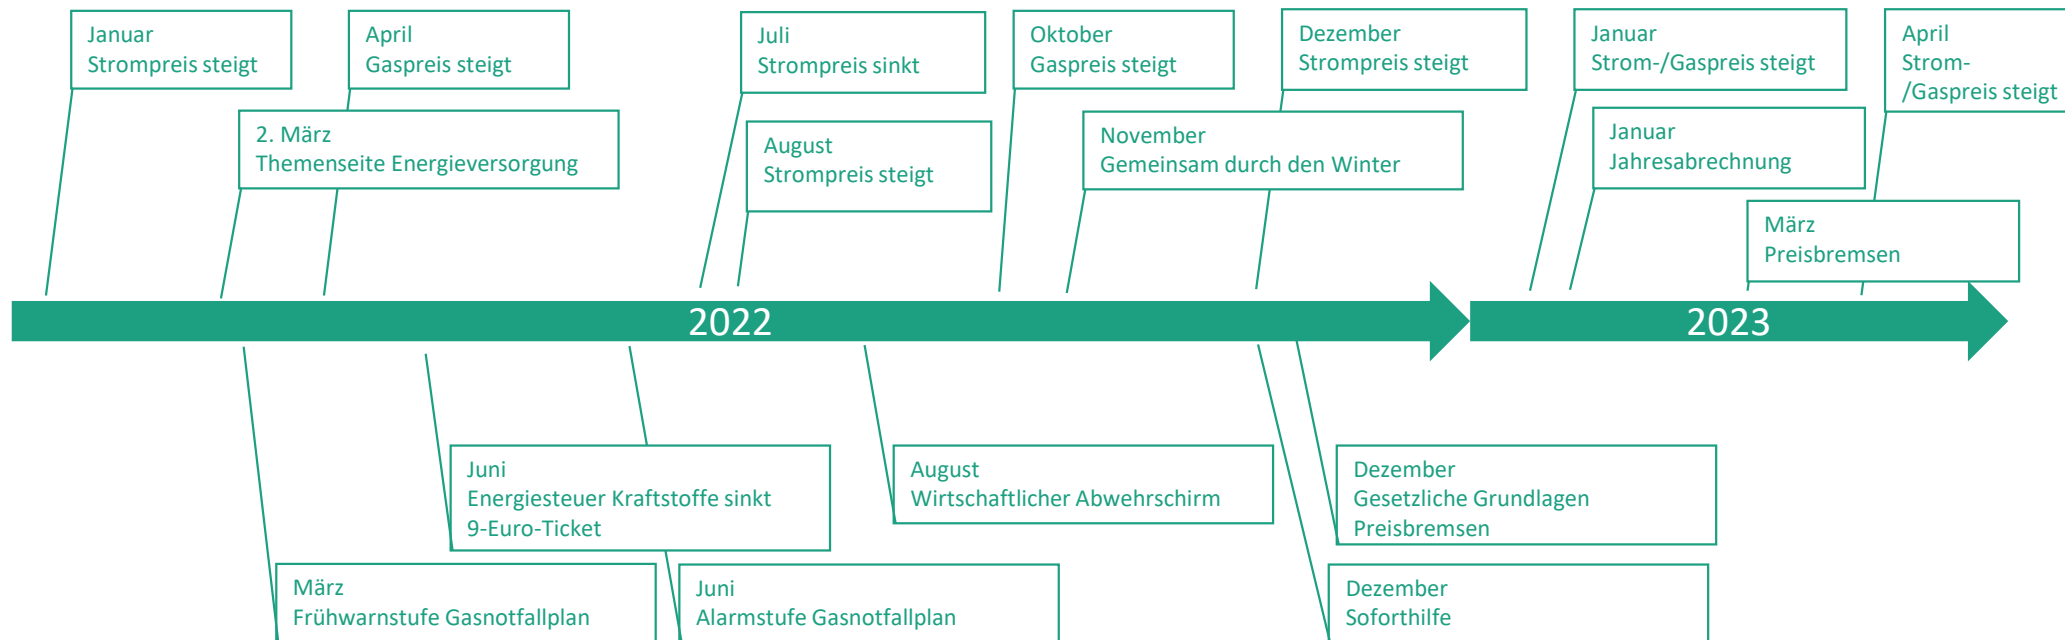 Januar
Strompreis steigt
April
Gaspreis steigt
Juli
Strompreis sinkt
Oktober
Gaspreis steigt
Dezember
Strompreis steigt
Januar
Strom-/Gaspreis steigt
April
Strom-
/Gaspreis steigt
2. März
Themenseite Energieversorgung
August
Strompreis steigt
November
Gemeinsam durch den Winter
Januar
Jahresabrechnung
März
Preisbremsen
2022
2023
Juni
Energiesteuer Kraftstoffe sinkt
9-Euro-Ticket
August
Wirtschaftlicher Abwehrschirm
Dezember
Gesetzliche Grundlagen
Preisbremsen
März
Frühwarnstufe Gasnotfallplan
Juni
Alarmstufe Gasnotfallplan
Dezember
Soforthilfe